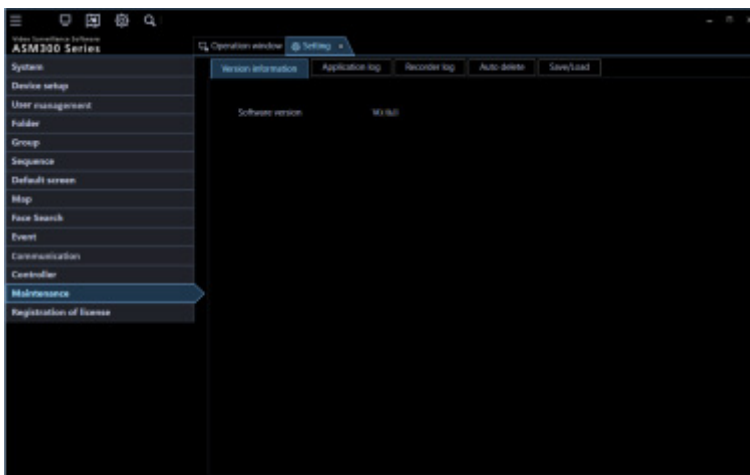 Video Surveillance Software
ASM300 Series
Operation window
Setting
System
Device setup
User management
Folder
Group
Sequence
Default screen
Map
Face Search
Event
Communication
Controller
Maintenance
Registration of license
Version information
Application log
Recorder log
Auto delete
Save/Load
Software version